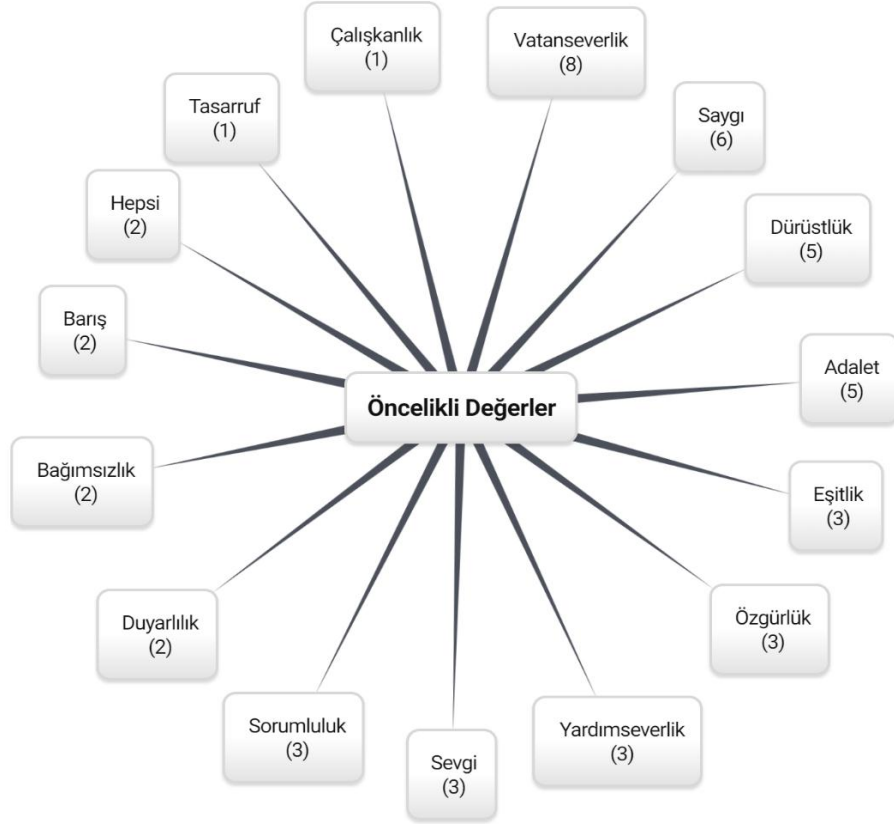 Çalışkanlık
(1)
Vatanseverlik
(8)
Tasarruf
(1)
Saygı
(6)
Hepsi
(2)
Dürüstlük
(5)
Barış
(2)
Adalet
(5)
Öncelikli Değerler
Bağımsızlık
(2)
Eşitlik
(3)
Duyarlılık
(2)
Özgürlük
(3)
Sorumluluk
(3)
Sevgi
(3)
Yardımseverlik
(3)